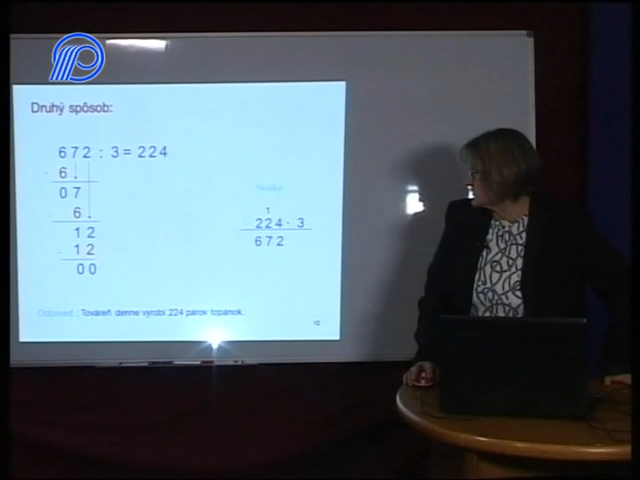 Druhý spôsob:
672 : 3 = 224
- 6
07
- 6
12
- 12
00
Skúška
1
224 · 3
672
Odpoveď : Továreň denne vyrobí 224 párov topánok.
12